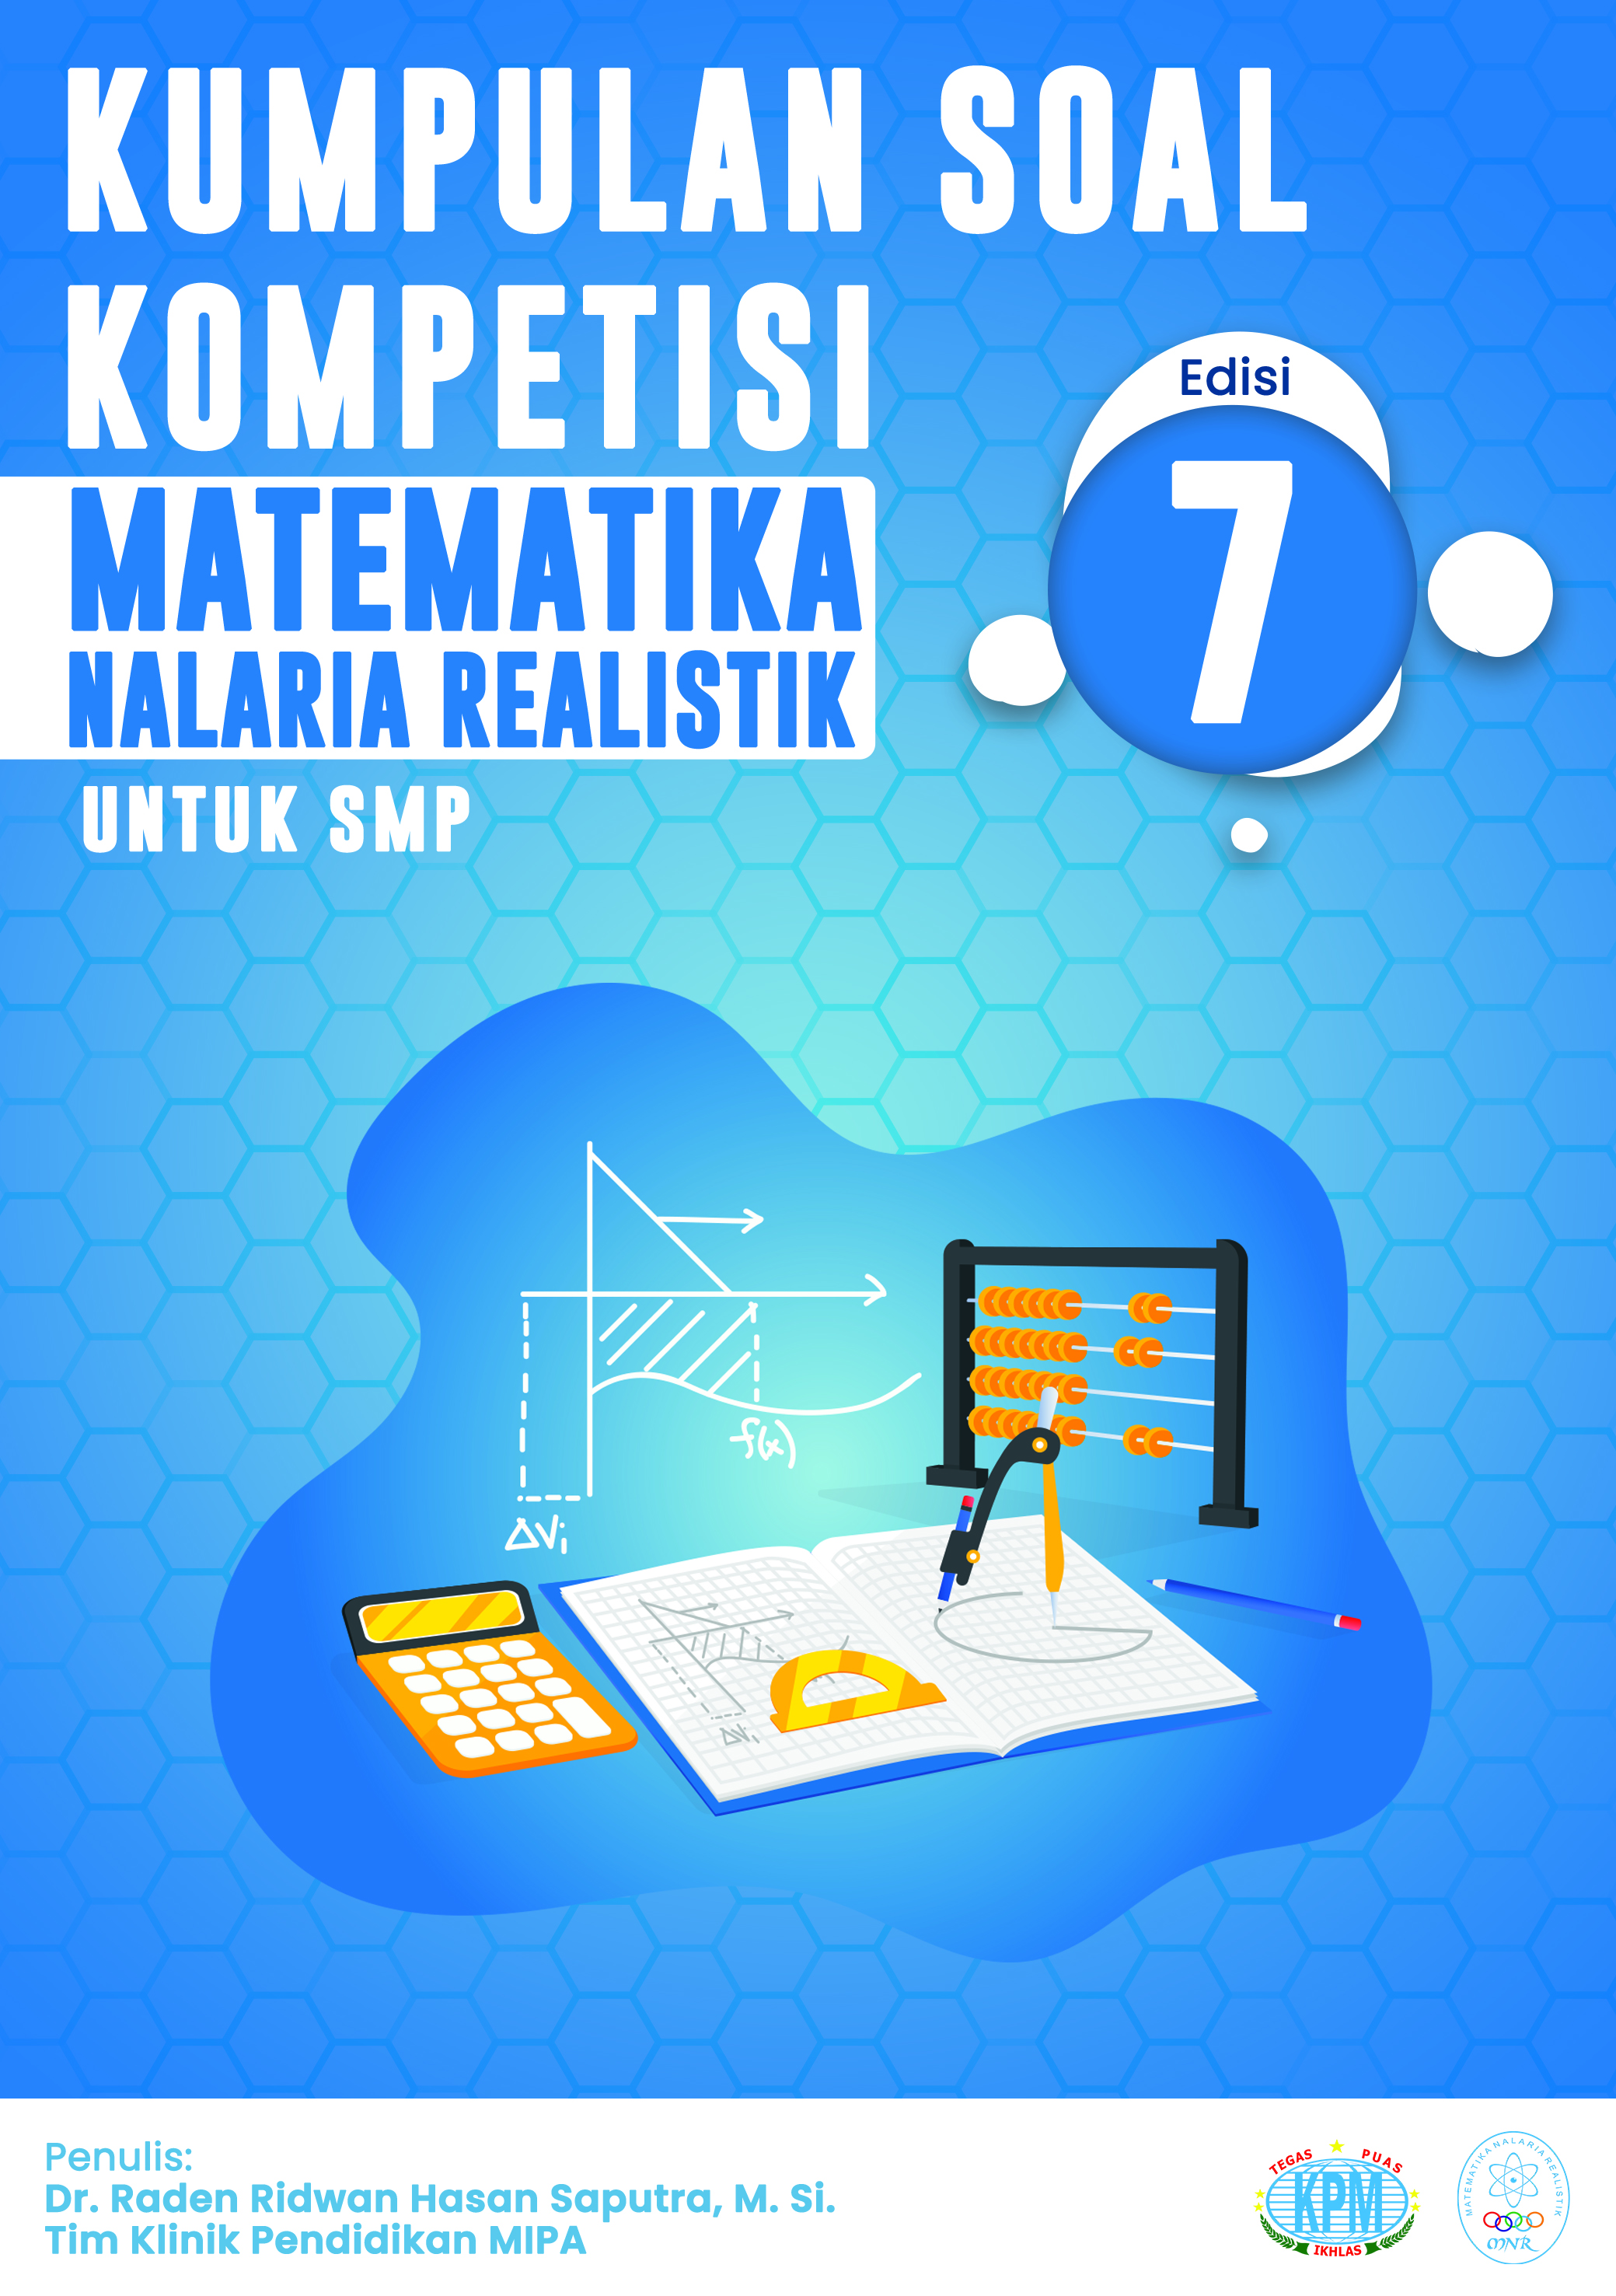 KUMPULAN SOAL
KOMPETISI
MATEMATIKA
NALARIA REALISTIK
UNTUK SMP
Edisi
7
f(x)
ΔVi
ΔVi
Penulis:
Dr. Raden Ridwan Hasan Saputra, M. Si.
Tim Klinik Pendidikan MIPA
TEGAS PUAS
KPM
IKHLAS
MATEMATIKA NALARIA REALISTIK
MNR